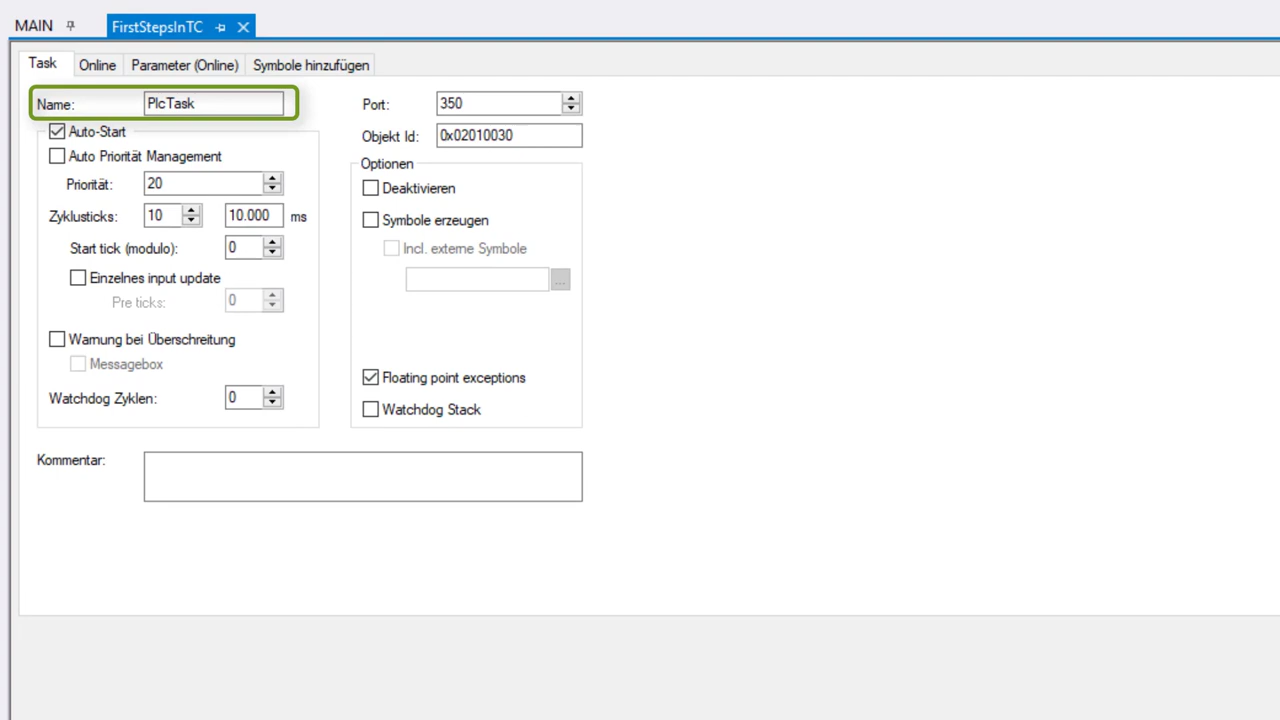 MAIN
FirstStepsInTC
Task
Online
Parameter (Online)
Symbole hinzufügen
Name:
PlcTask
Auto-Start
Auto Priorität Management
Priorität:
20
Zyklusticks:
10
10.000
ms
Start tick (modulo):
0
Einzelnes input update
Pre ticks:
0
Warnung bei Überschreitung
Messagebox
Watchdog Zyklen:
0
Port:
350
Objekt Id:
0x02010030
Optionen
Deaktivieren
Symbole erzeugen
Incl. externe Symbole
...
Floating point exceptions
Watchdog Stack
Kommentar: